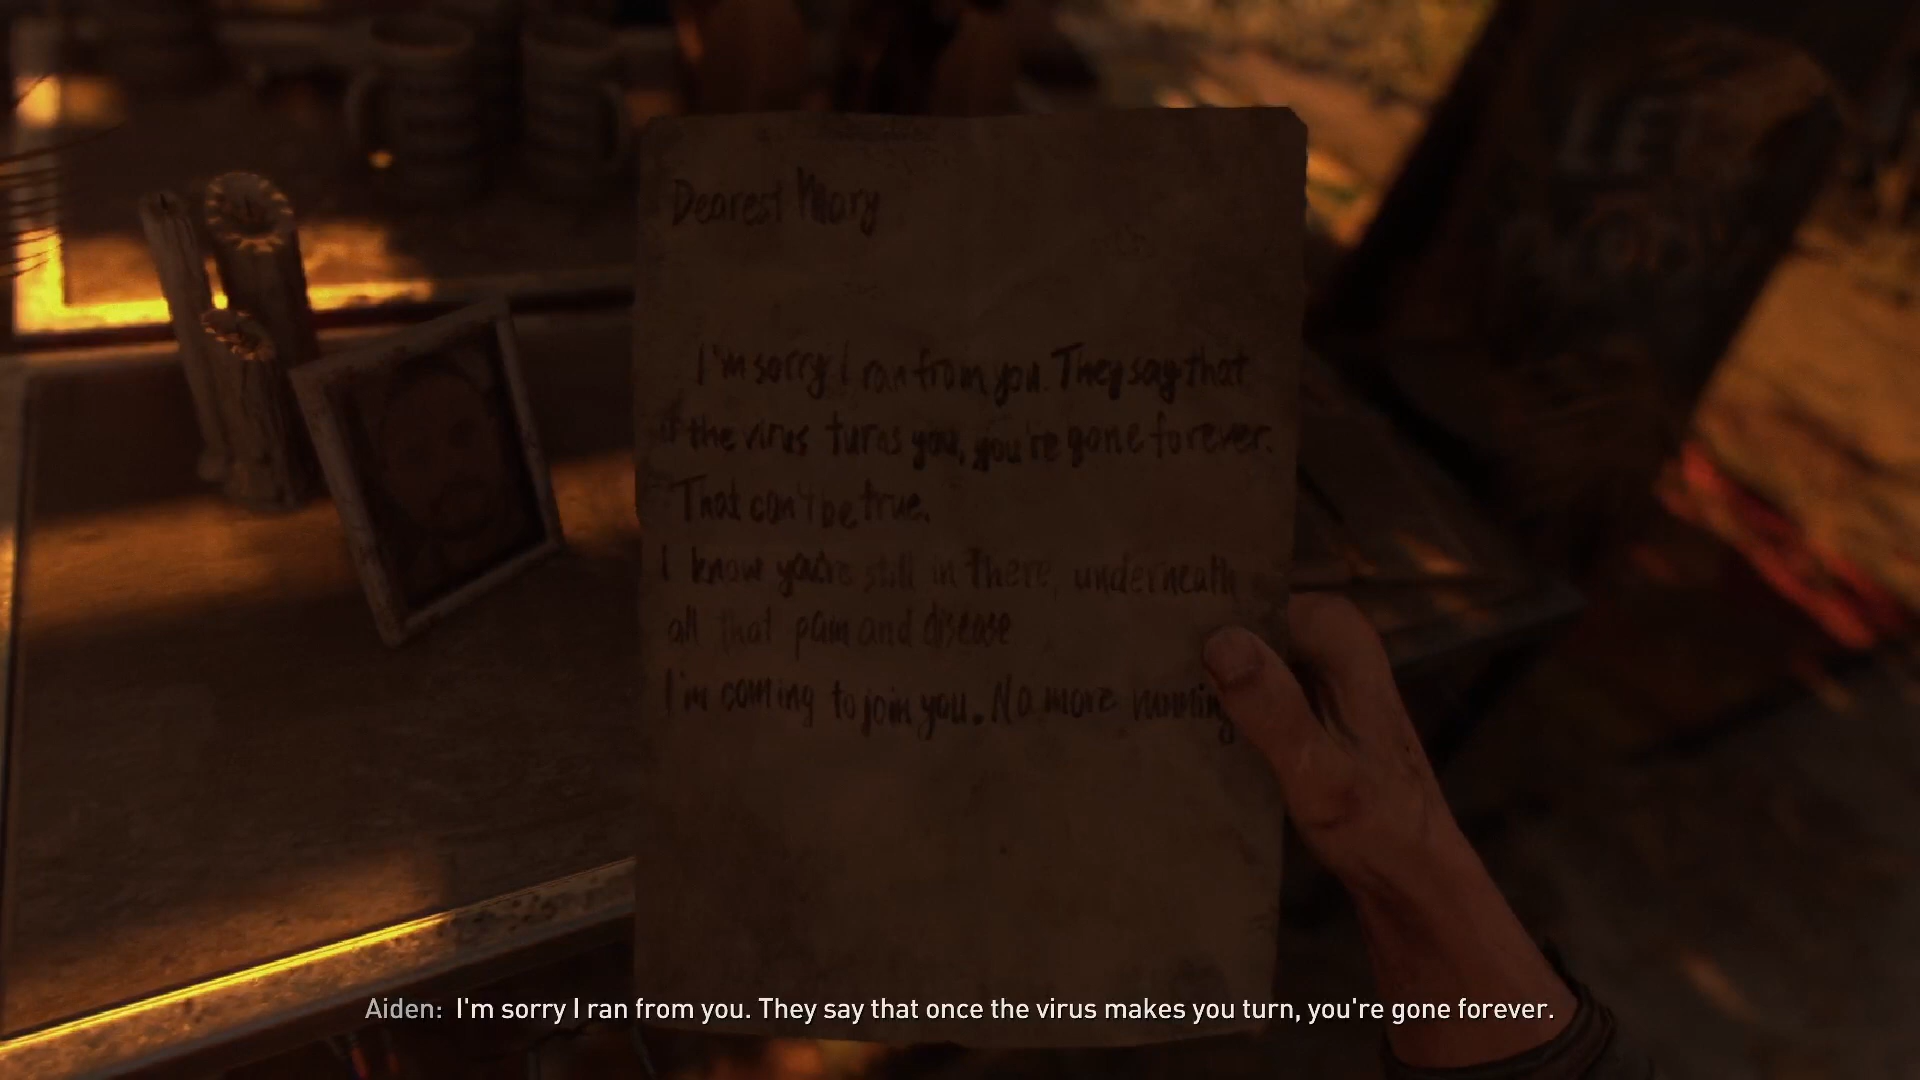 Dearest Mary
I'm sorry I ran from you. They say that
if the virus turns you, you're gone forever.
That can't be true.
I know you're still in there, underneath
all that pain and disease
I'm coming to join you. No more running
Aiden: I'm sorry I ran from you. They say that once the virus makes you turn, you're gone forever.